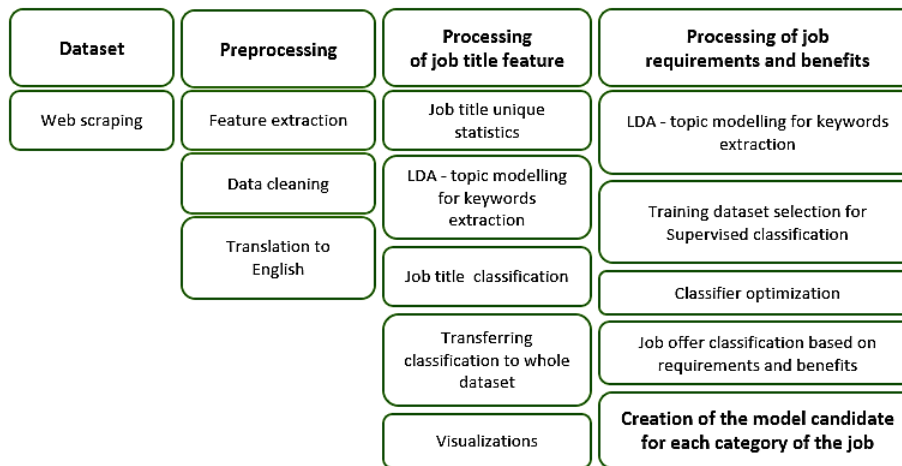 Dataset
Web scraping
Preprocessing
Feature extraction
Data cleaning
Translation to
English
Processing
of job title feature
Job title unique
statistics
LDA - topic modelling
for keywords
extraction
Job title classification
Transferring
classification to whole
dataset
Visualizations
Processing of job
requirements and benefits
LDA - topic modelling for keywords
extraction
Training dataset selection for
Supervised classification
Classifier optimization
Job offer classification based on
requirements and benefits
Creation of the model candidate
for each category of the job